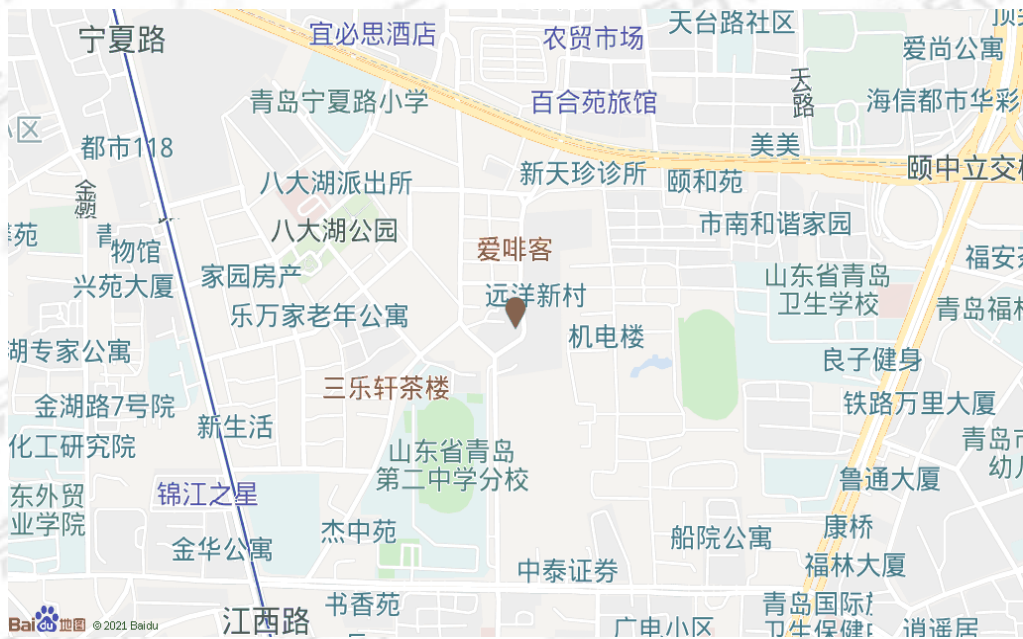 天台路社区
宜必思酒店
农贸市场
宁夏路
爱尚公寓
天台路
青岛宁夏路小学
百合苑旅馆
海信都市华彩
小区
都市118
美美
新天珍诊所
颐中立交
八大湖派出所
颐和苑
市南和谐家园
八大湖公园
物馆
爱啡客
家园房产
山东省青岛
卫生学校
兴苑大厦
远洋新村
青岛福林
乐万家老年公寓
机电楼
湖专家公寓
良子健身
三乐轩茶楼
金湖路7号院
铁路万里大厦
新生活
化工研究院
山东省青岛
第二中学分校
青岛市
幼儿
鲁通大厦
锦江之星
东外贸
业学院
杰中苑
康桥
船院公寓
金华公寓
福林大厦
中泰证券
书香苑
青岛国际旅
卫生保健
江西路
广电小区
逍遥居
Bai du 地图 © 2021 Baidu